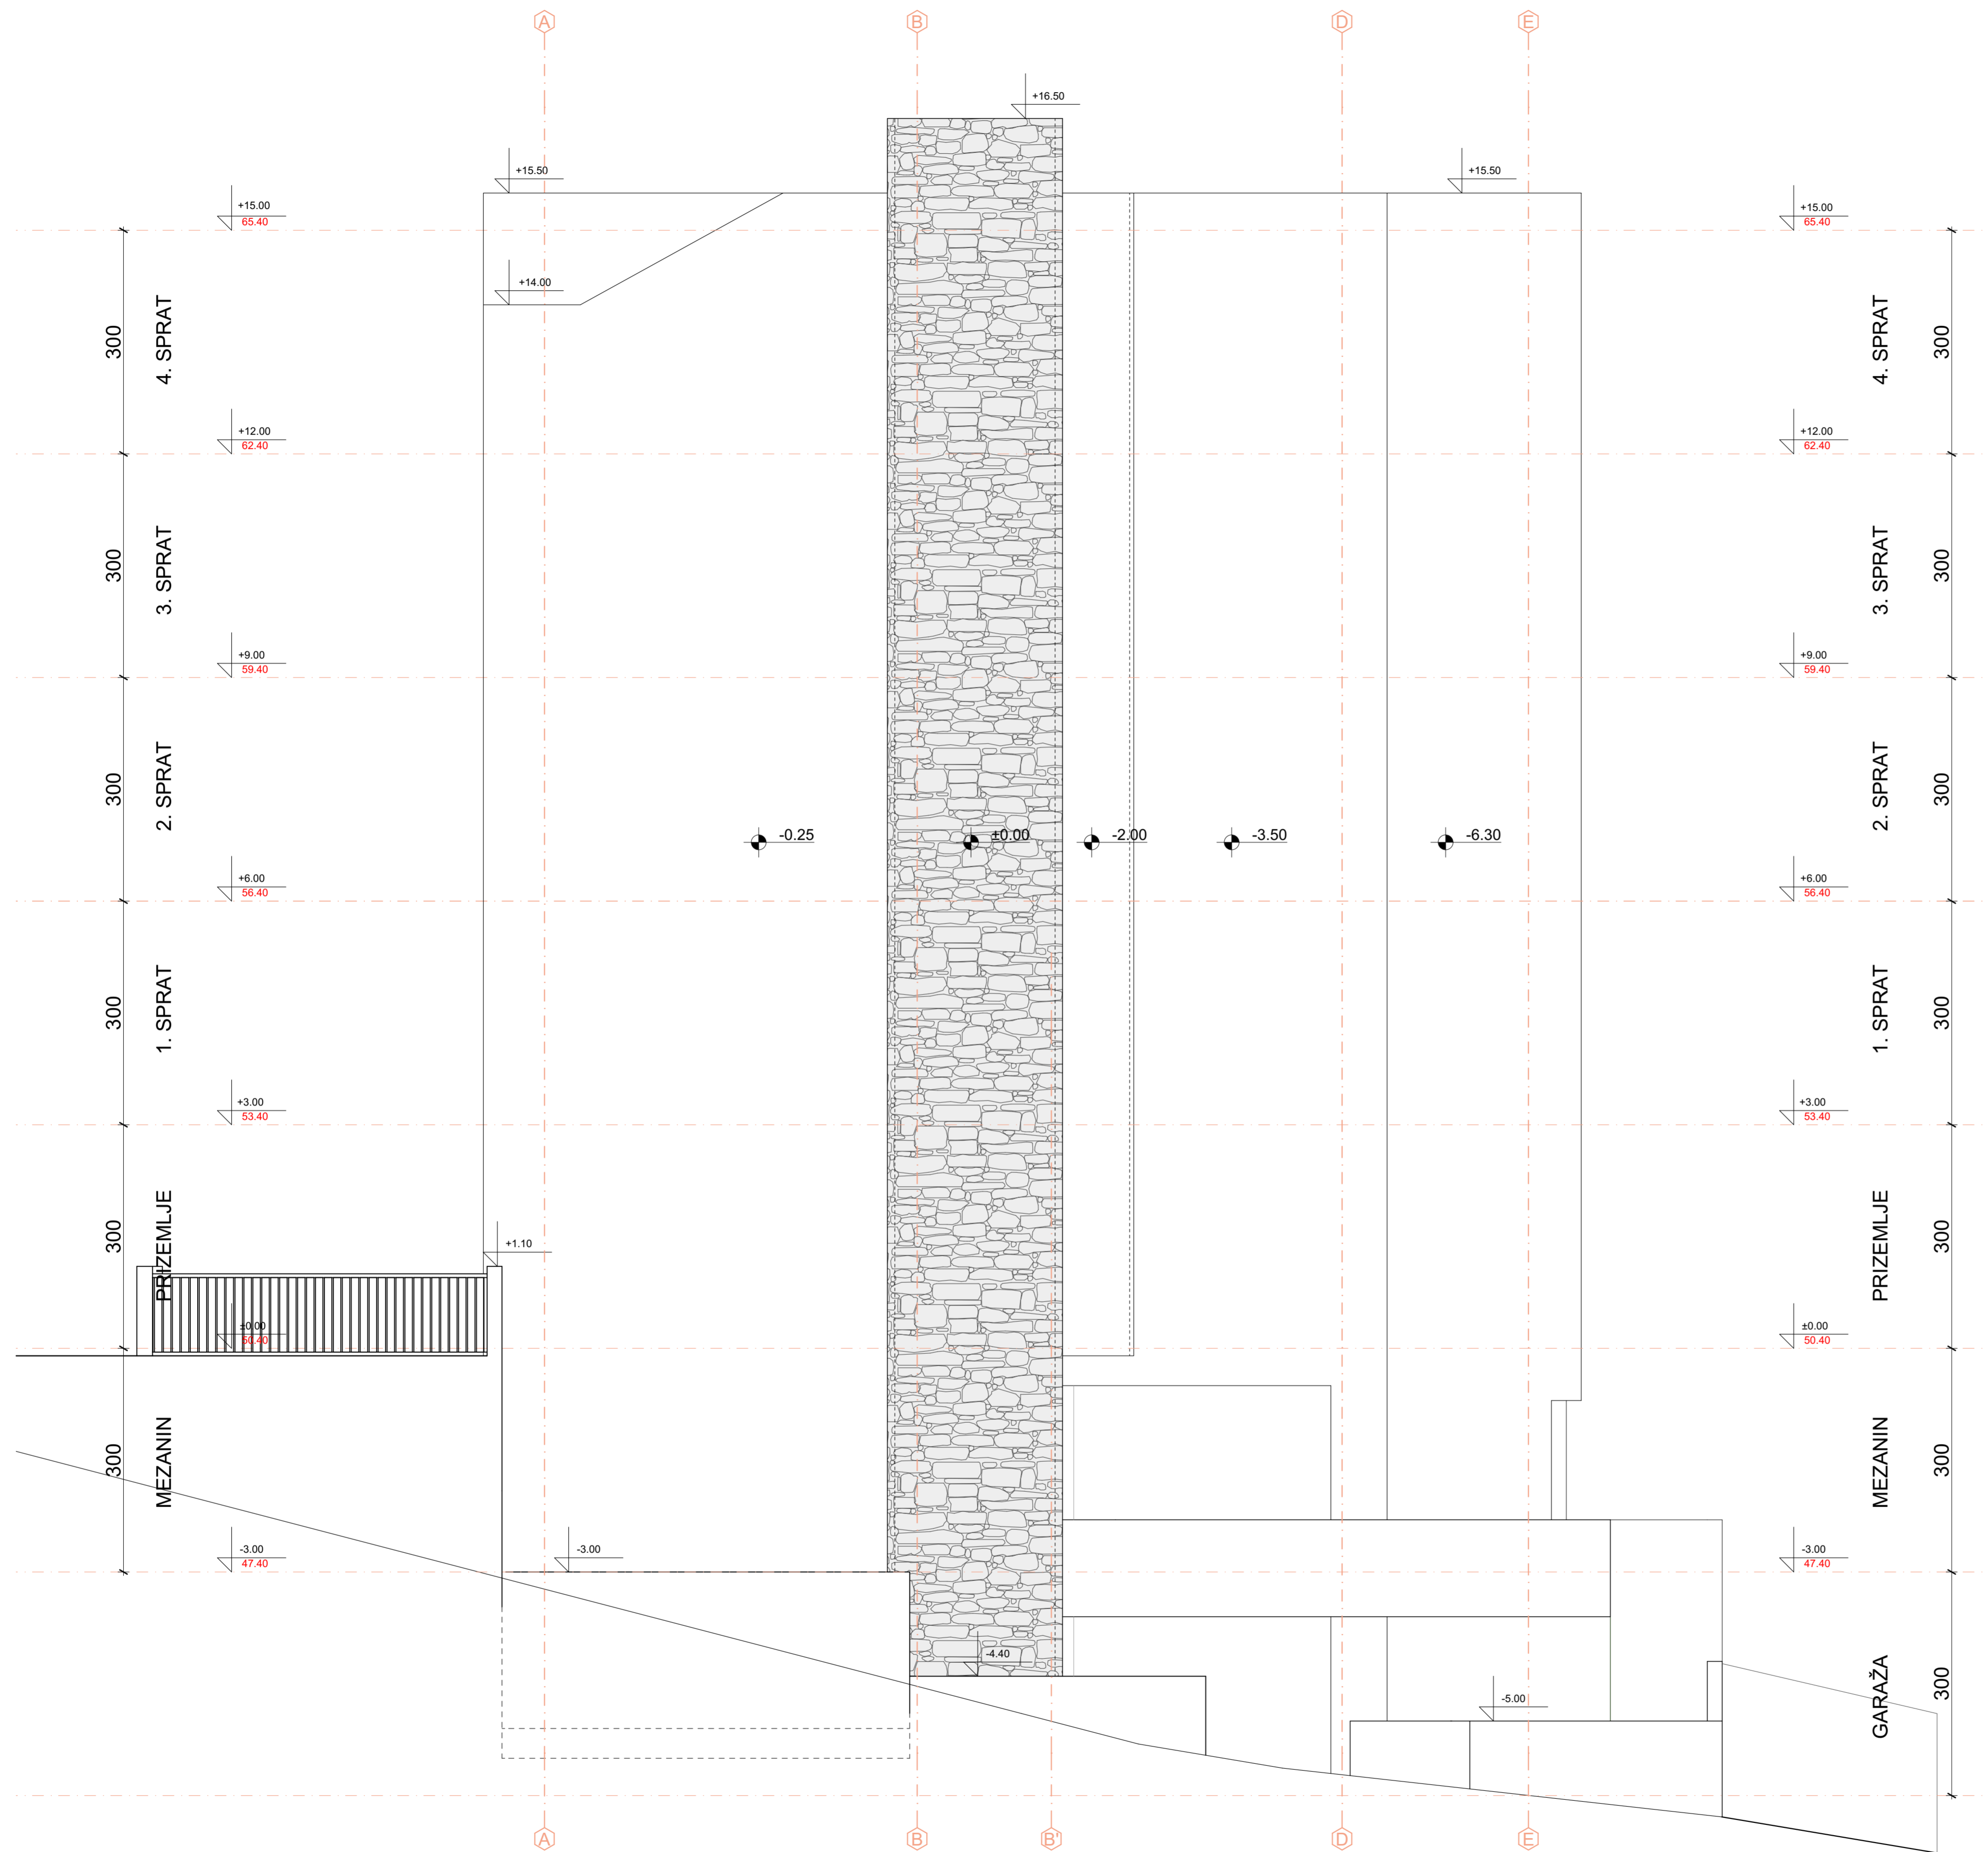 A B D E
+16.50
+15.50 +15.50
+15.00 +15.00
65.40 65.40
+14.00
300 4. SPRAT 4. SPRAT 300
+12.00 +12.00
62.40 62.40
300 3. SPRAT 3. SPRAT 300
+9.00 +9.00
59.40 59.40
300 2. SPRAT 2. SPRAT 300
-0.25 ±0.00 -2.00 -3.50 -6.30
+6.00 +6.00
56.40 56.40
300 1. SPRAT 1. SPRAT 300
+3.00 +3.00
53.40 53.40
300 PRIZEMLJE PRIZEMLJE 300
+1.10
±0.00 ±0.00
50.40 50.40
300 MEZANIN MEZANIN 300
-3.00 -3.00 -3.00
47.40 47.40
-4.40
300 GARAŽA
-5.00
A B B' D E